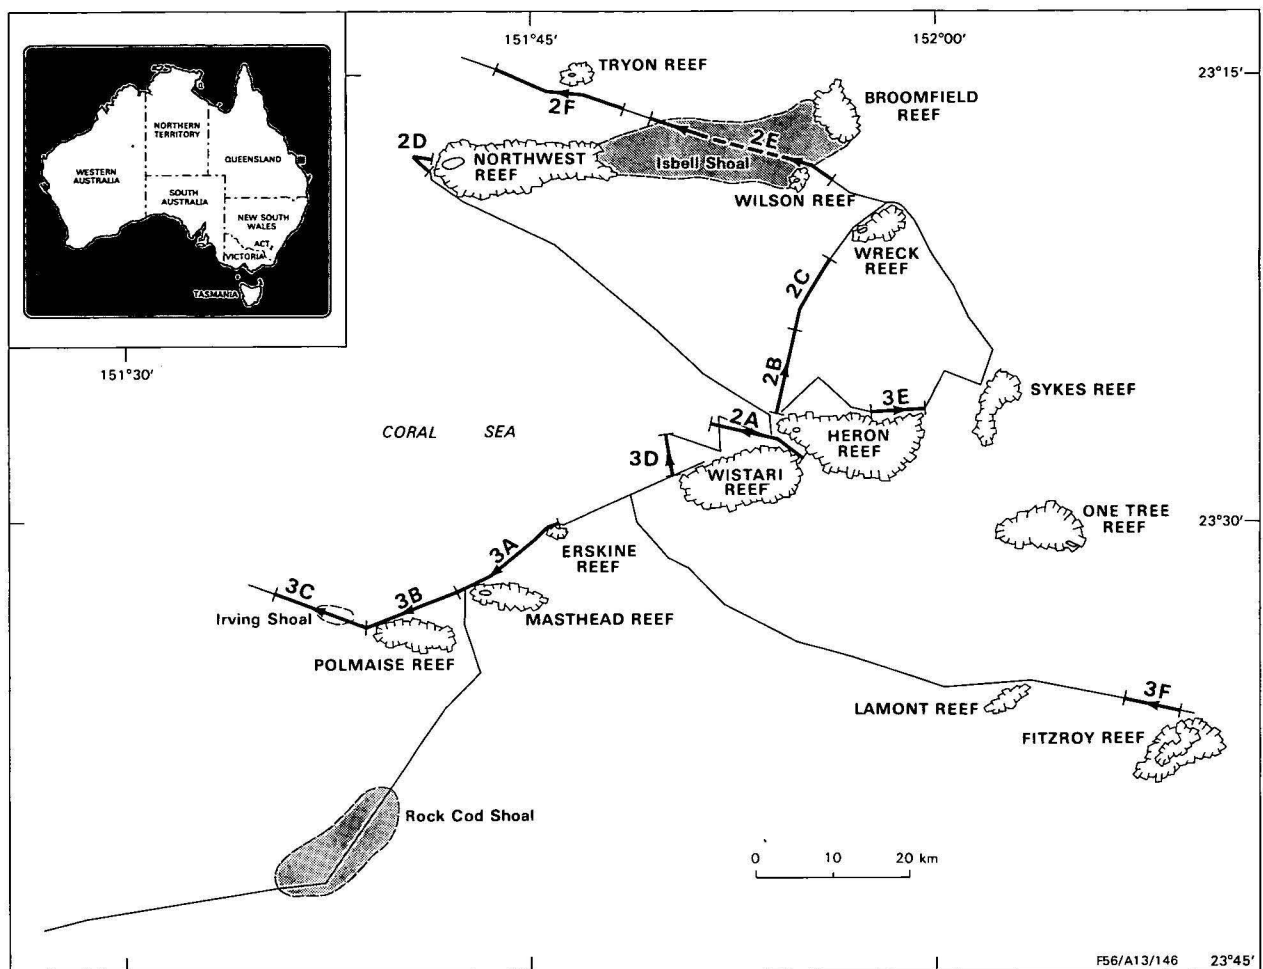 151°45'
152°00'
23°15'
TRYON REEF
BROOMFIELD
REEF
2F
2E
2D
NORTHWEST
REEF
Isbell Shoal
WILSON REEF
WRECK
REEF
2C
2B
NORTHERN
TERRITORY
QUEENSLAND
WESTERN
AUSTRALIA
SOUTH
AUSTRALIA
NEW SOUTH
WALES
ACT
VICTORIA
TASMANIA
151°30'
SYKES REEF
3E
CORAL SEA
2A
HERON
REEF
3D
WISTARI
REEF
ONE TREE
REEF
23°30'
3A
ERSKINE
REEF
3C
3B
Irving Shoal
MASTHEAD REEF
POLMAISE REEF
LAMONT REEF
3F
FITZROY REEF
Rock Cod Shoal
0 10 20 km
F56/A13/146
23°45'